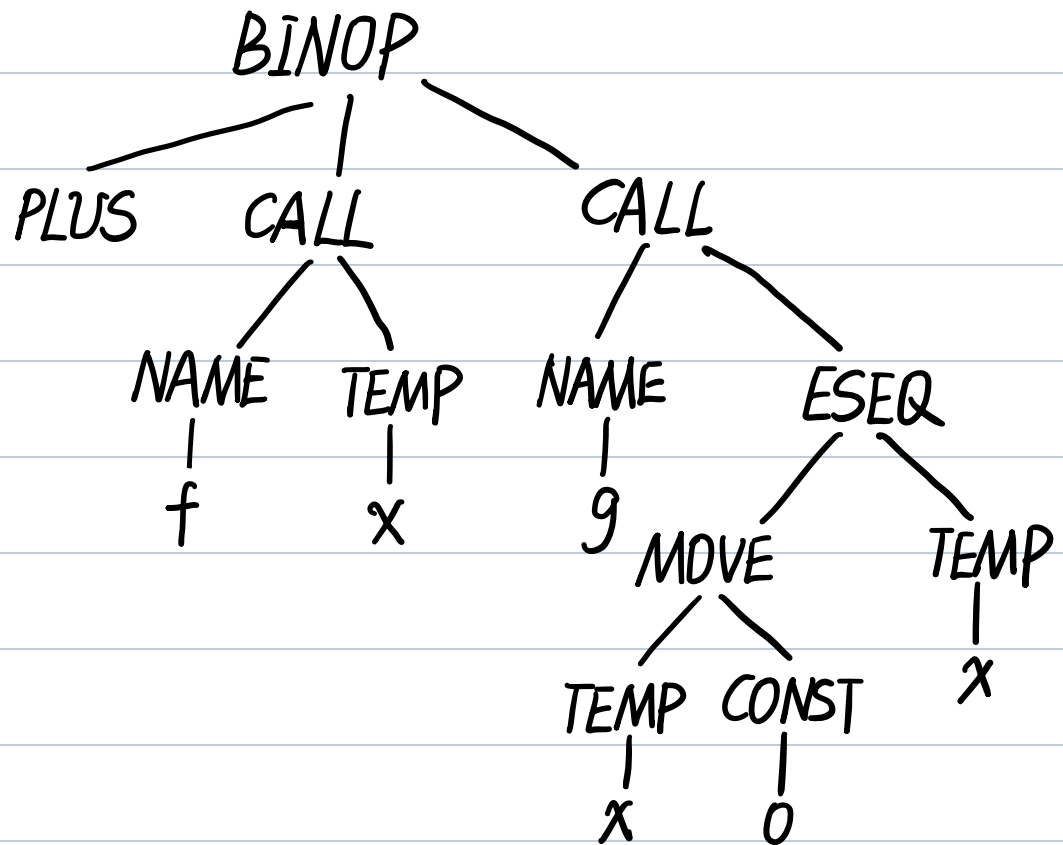 BINOP
PLUS CALL CALL
NAME TEMP NAME ESEQ
f x g MOVE TEMP
TEMP CONST x
x 0